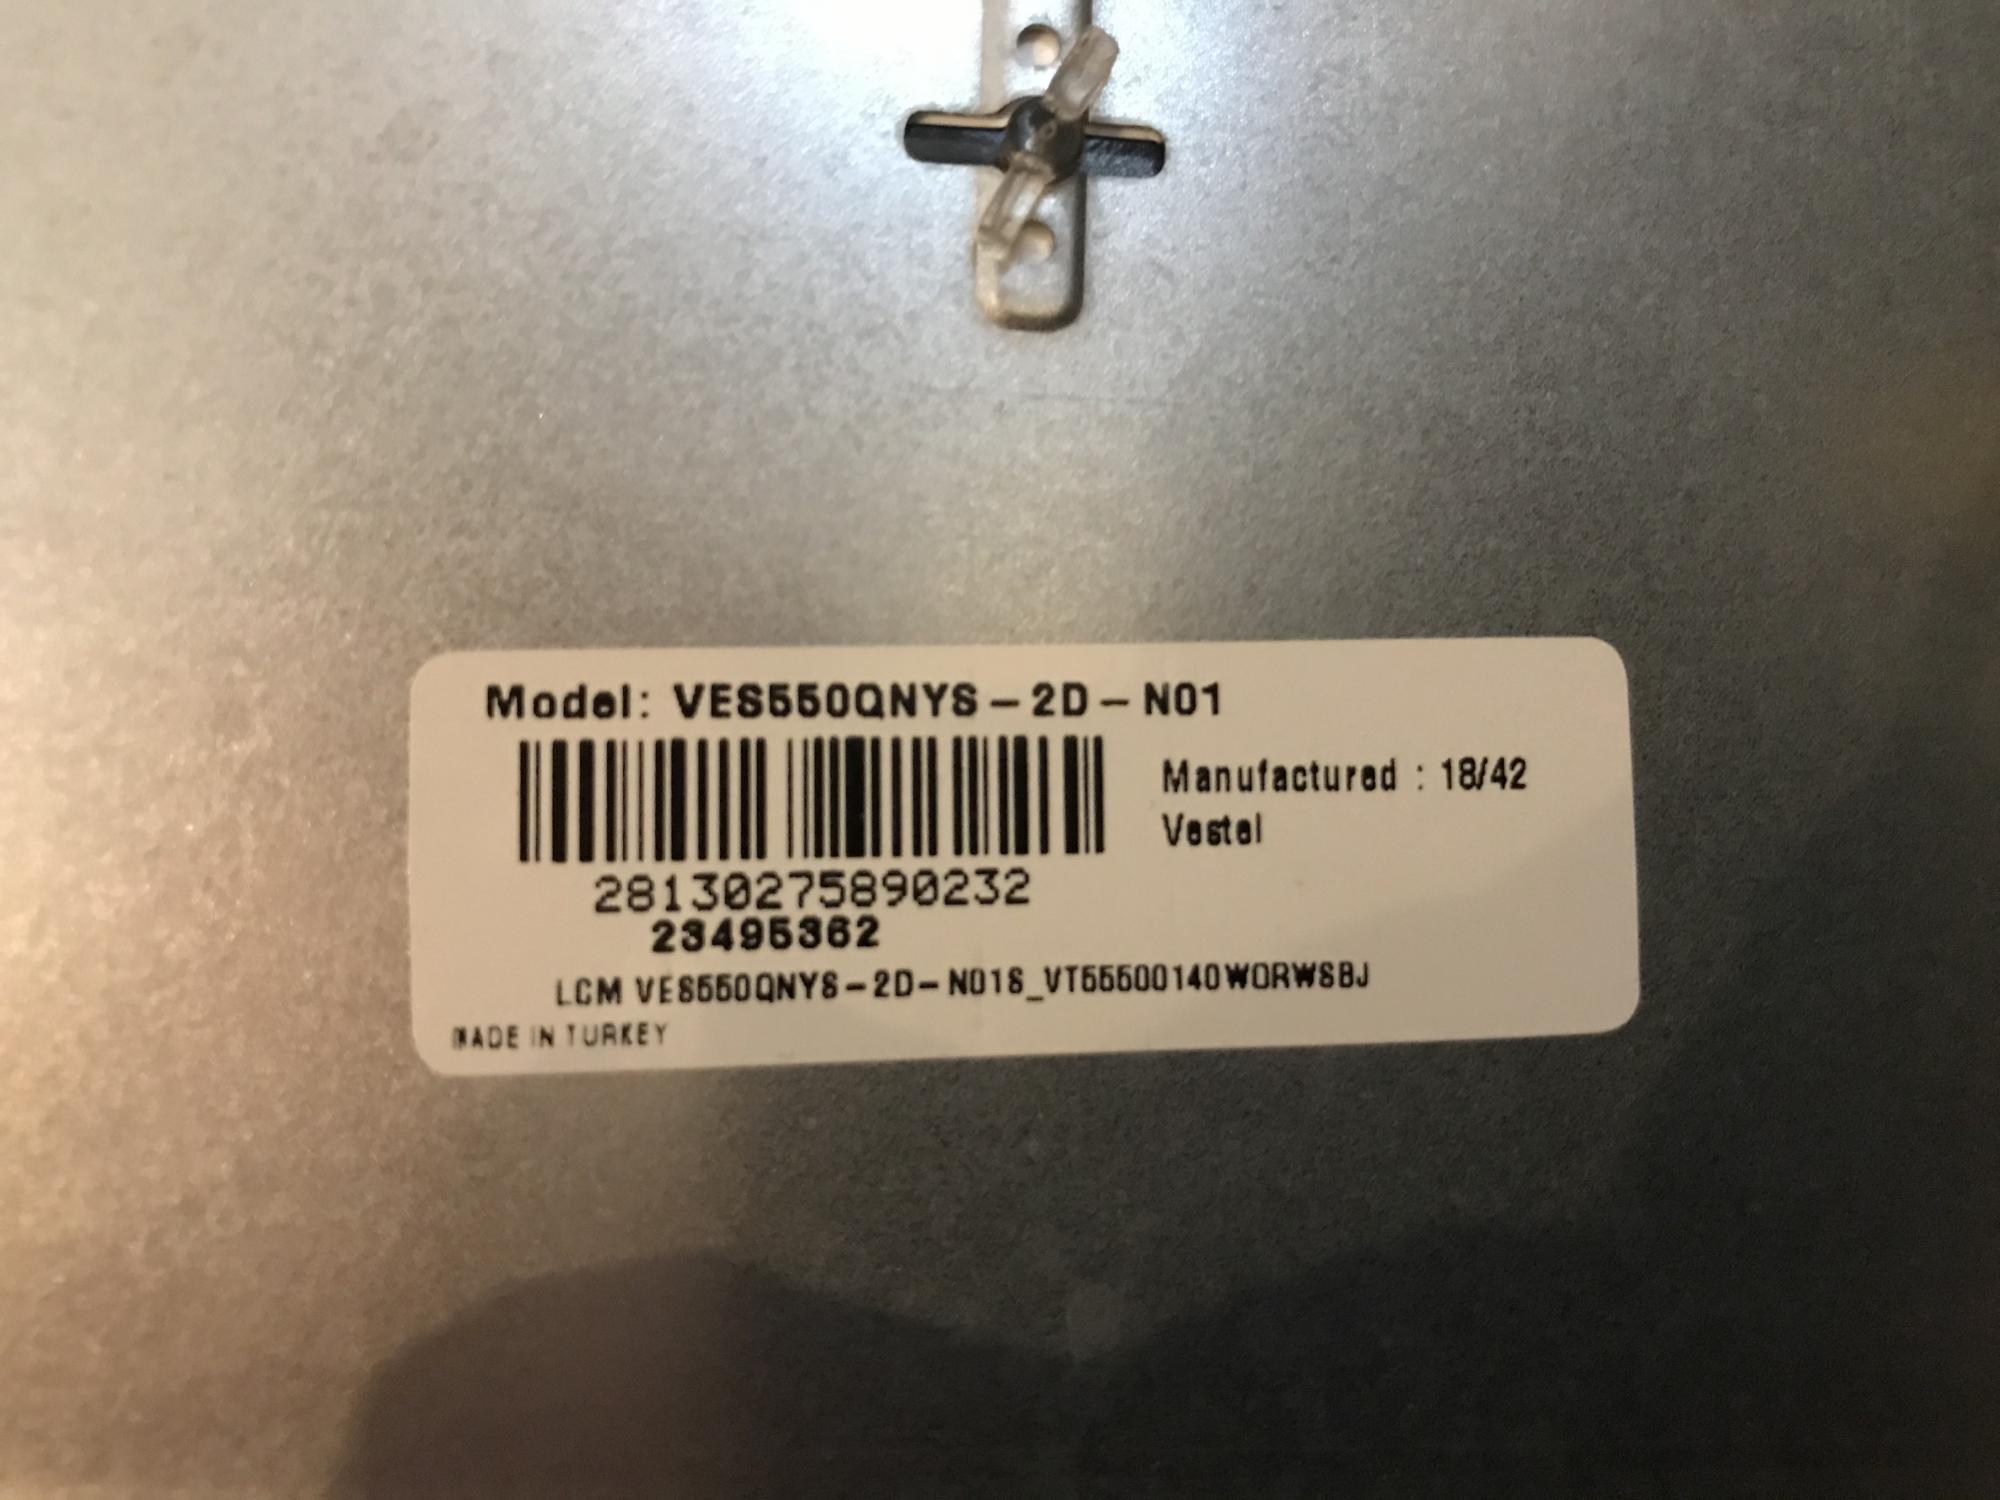 Model: VES550QNYS-2D-N01
Manufactured : 18/42
Vestel
28130275890232
23495362
LCM VES550QNYS-2D-N01S_VT55500140WORWSBJ
MADE IN TURKEY